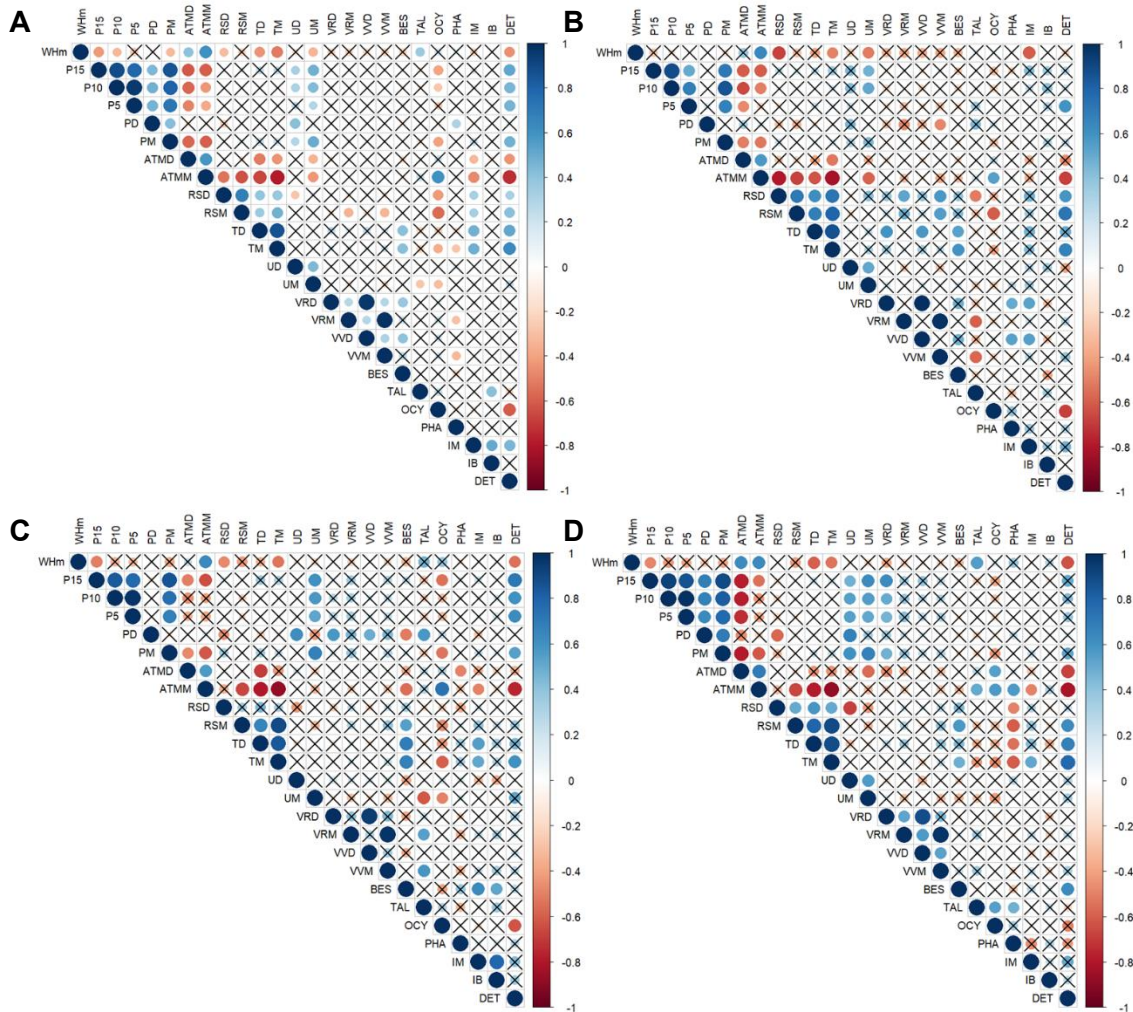 A
WHm P15 P10 P5 PD PM ATMD ATMM RSD RSM TD TM UD UM VRD VRM VVD VVM BES TAL OCY PHA IM IB DET
WHm
P15
P10
P5
PD
PM
ATMD
ATMM
RSD
RSM
TD
TM
UD
UM
VRD
VRM
VVD
VVM
BES
TAL
OCY
PHA
IM
IB
DET
1
0.8
0.6
0.4
0.2
0
-0.2
-0.4
-0.6
-0.8
-1
B
WHm P15 P10 P5 PD PM ATMD ATMM RSD RSM TD TM UD UM VRD VRM VVD VVM BES TAL OCY PHA IM IB DET
WHm
P15
P10
P5
PD
PM
ATMD
ATMM
RSD
RSM
TD
TM
UD
UM
VRD
VRM
VVD
VVM
BES
TAL
OCY
PHA
IM
IB
DET
1
0.8
0.6
0.4
0.2
0
-0.2
-0.4
-0.6
-0.8
-1
C
WHm P15 P10 P5 PD PM ATMD ATMM RSD RSM TD TM UD UM VRD VRM VVD VVM BES TAL OCY PHA IM IB DET
WHm
P15
P10
P5
PD
PM
ATMD
ATMM
RSD
RSM
TD
TM
UD
UM
VRD
VRM
VVD
VVM
BES
TAL
OCY
PHA
IM
IB
DET
1
0.8
0.6
0.4
0.2
0
-0.2
-0.4
-0.6
-0.8
-1
D
WHm P15 P10 P5 PD PM ATMD ATMM RSD RSM TD TM UD UM VRD VRM VVD VVM BES TAL OCY PHA IM IB DET
WHm
P15
P10
P5
PD
PM
ATMD
ATMM
RSD
RSM
TD
TM
UD
UM
VRD
VRM
VVD
VVM
BES
TAL
OCY
PHA
IM
IB
DET
1
0.8
0.6
0.4
0.2
0
-0.2
-0.4
-0.6
-0.8
-1